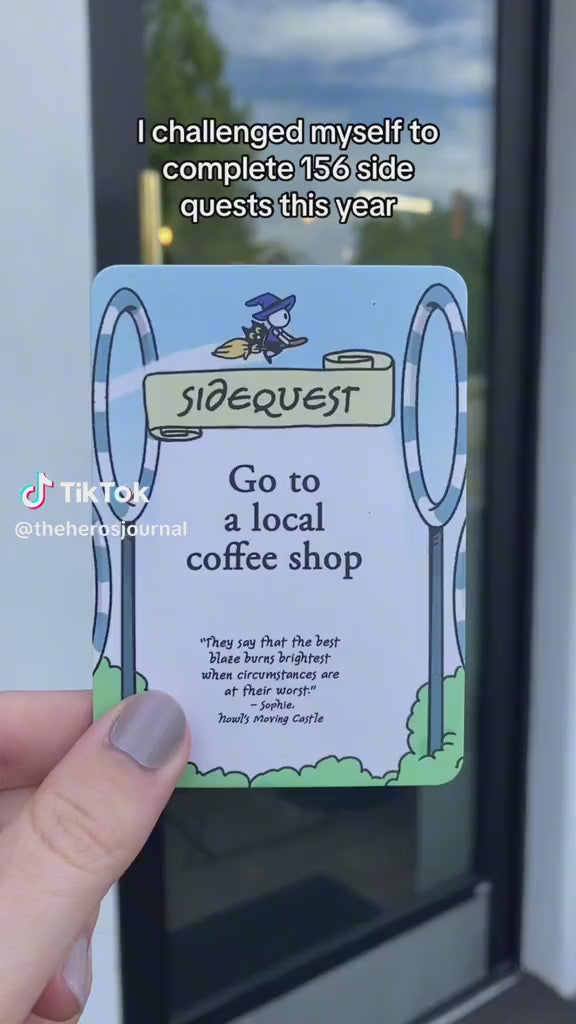 I challenged myself to
complete 156 side
quests this year
SIDEQUEST
Go to
a local
coffee shop
TikTok
@theherosjournal
"They say that the best
blaze burns brightest
when circumstances are
at their worst."
– Sophie,
Howl's Moving Castle